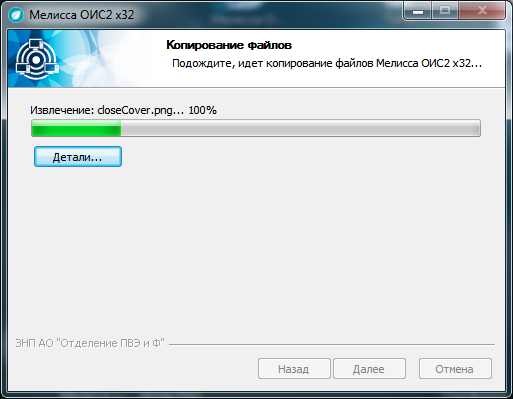 Мелисса ОИС2 x32
Копирование файлов
Подождите, идет копирование файлов Мелисса ОИС2 x32...
Извлечение: closeCover.png... 100%
Детали...
ЗНП АО "Отделение ПВЭ и Ф"
Назад Далее Отмена